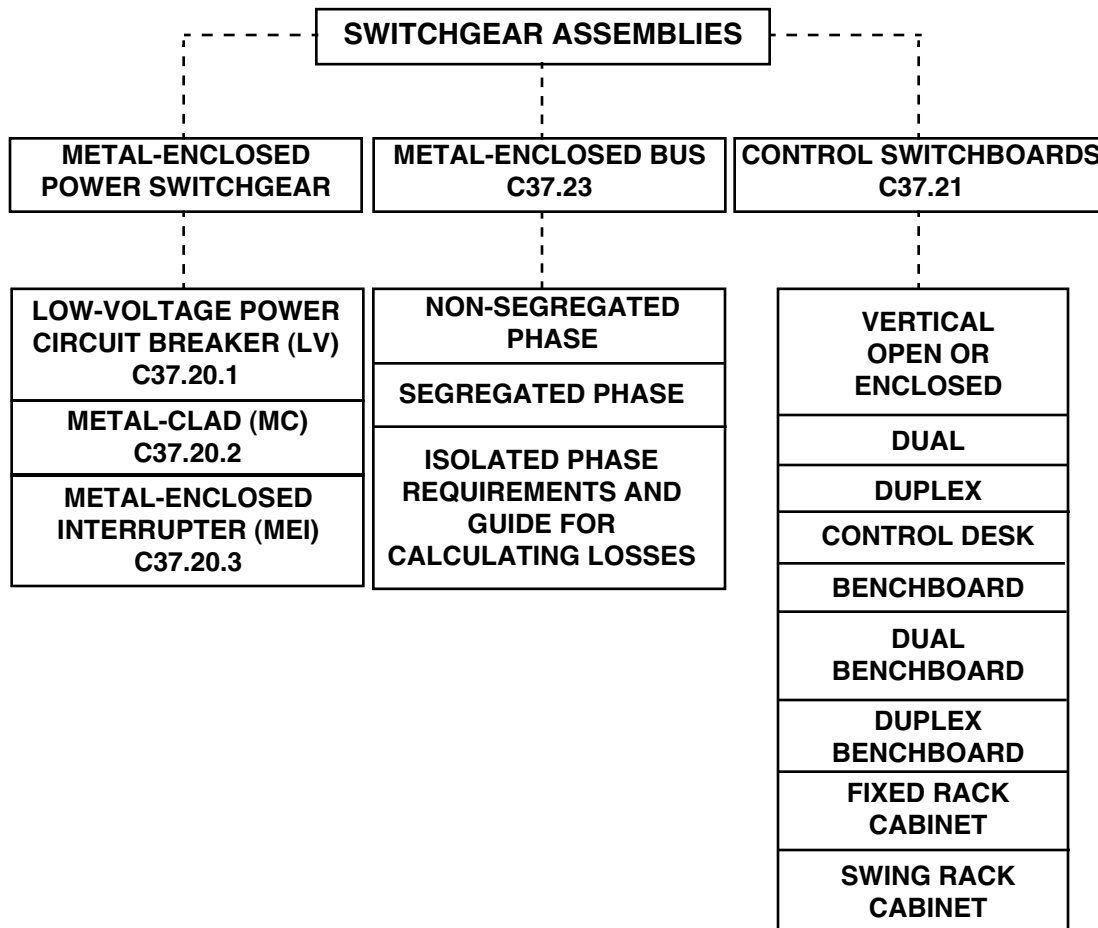 SWITCHGEAR ASSEMBLIES
METAL-ENCLOSED
POWER SWITCHGEAR
METAL-ENCLOSED BUS
C37.23
CONTROL SWITCHBOARDS
C37.21
LOW-VOLTAGE POWER
CIRCUIT BREAKER (LV)
C37.20.1
METAL-CLAD (MC)
C37.20.2
METAL-ENCLOSED
INTERRUPTER (MEI)
C37.20.3
NON-SEGREGATED
PHASE
SEGREGATED PHASE
ISOLATED PHASE
REQUIREMENTS AND
GUIDE FOR
CALCULATING LOSSES
VERTICAL
OPEN OR
ENCLOSED
DUAL
DUPLEX
CONTROL DESK
BENCHBOARD
DUAL
BENCHBOARD
DUPLEX
BENCHBOARD
FIXED RACK
CABINET
SWING RACK
CABINET